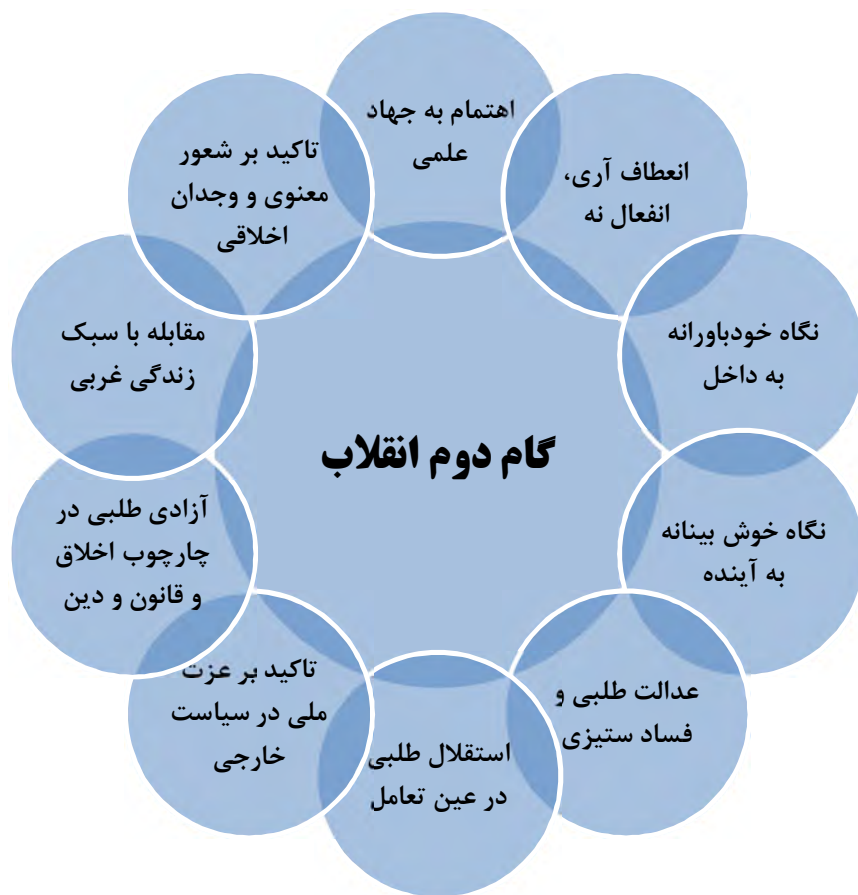 گام دوم انقلاب
اهتمام به جهاد
علمی
انعطاف آری،
انفعال نه
نگاه خودباورانه
به داخل
نگاه خوش بینانه
به آینده
عدالت طلبی و
فساد ستیزی
استقلال طلبی
در عین تعامل
تاکید بر عزت
ملی در سیاست
خارجی
آزادی طلبی در
چارچوب اخلاق
و قانون و دین
مقابله با سبک
زندگی غربی
تاکید بر شعور
معنوی و وجدان
اخلاقی